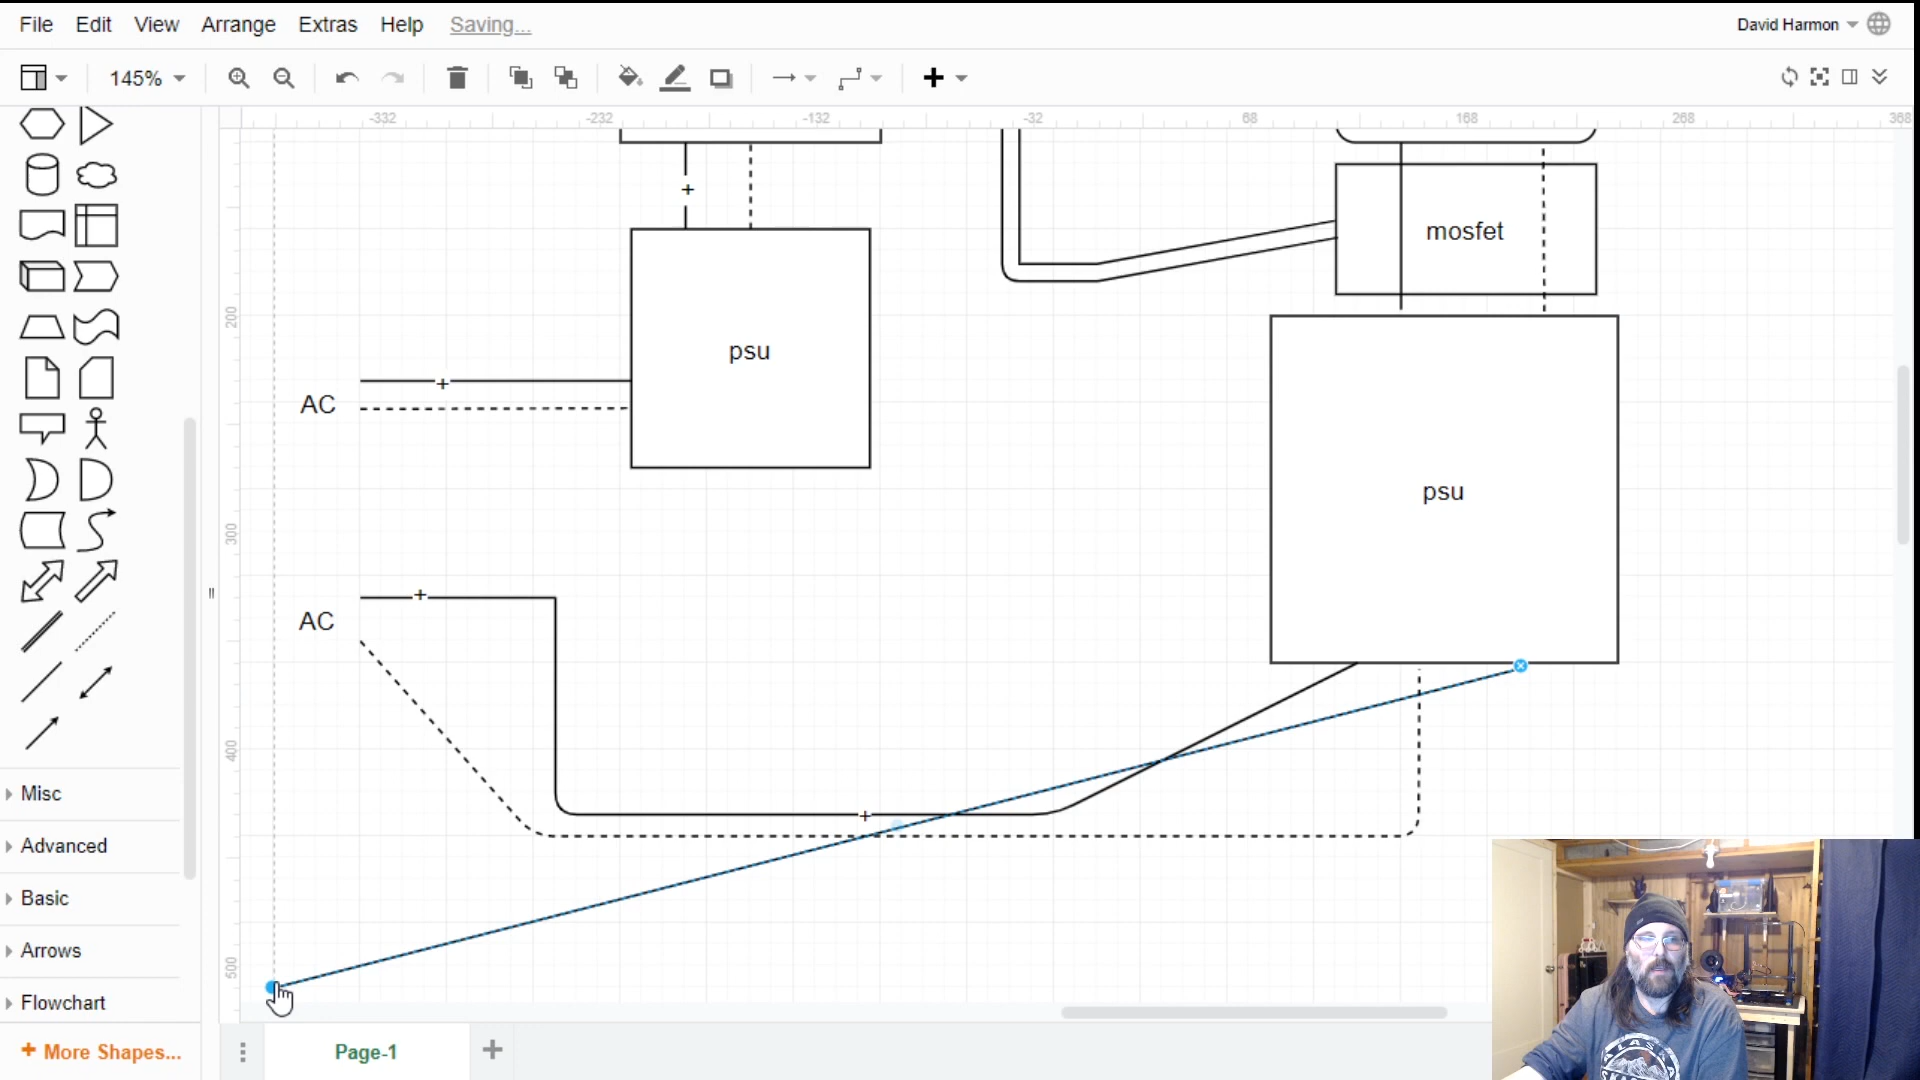 File Edit View Arrange Extras Help Saving...
David Harmon
145%
-332 -232 -132 -32 68 168 268 368
+
mosfet
200
psu
+
AC
psu
300
+
AC
400
+
Misc
Advanced
Basic
Arrows
500
Flowchart
+ More Shapes...
Page-1
ALASKA